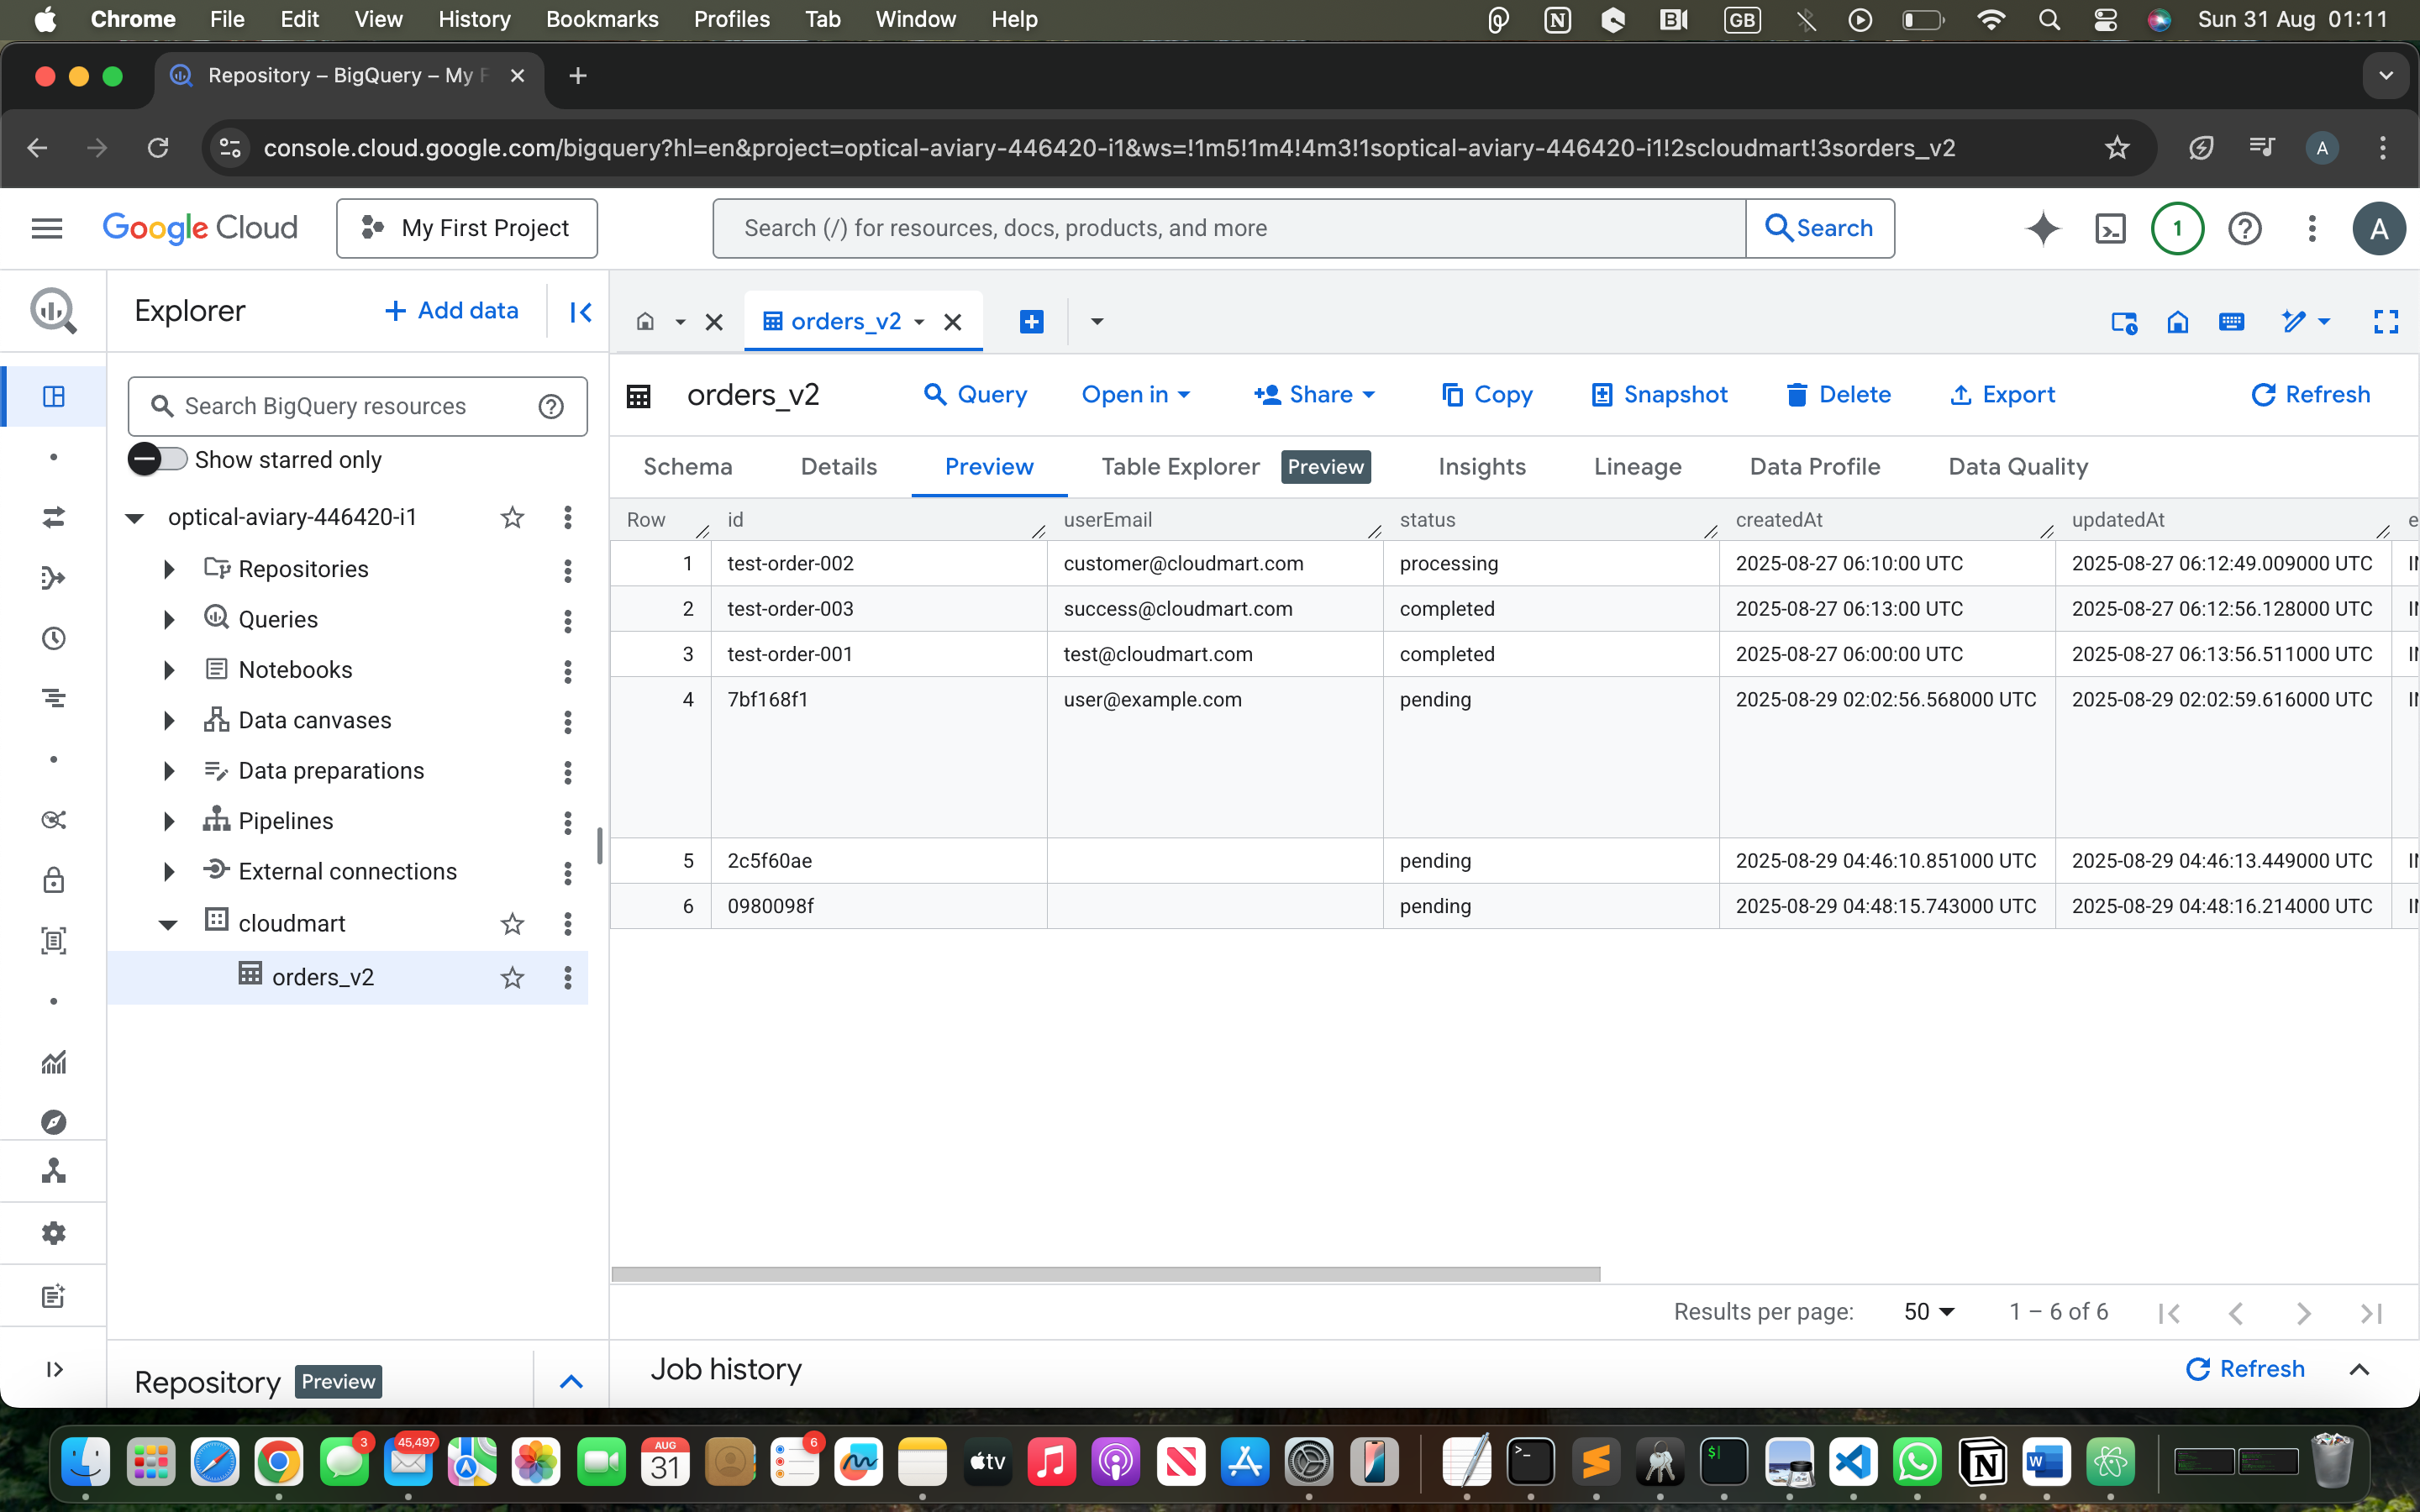 Chrome File Edit View History Bookmarks Profiles Tab Window Help GB Sun 31 Aug 01:11
Repository – BigQuery – My
console.cloud.google.com/bigquery?hl=en&project=optical-aviary-446420-i1&ws=!1m5!1m4!4m3!1soptical-aviary-446420-i1!2scloudmart!3sorders_v2 A
Google Cloud My First Project Search (/) for resources, docs, products, and more Search 1 A
Explorer Add data
orders_v2
orders_v2 Query Open in Share Copy Snapshot Delete Export Refresh
Search BigQuery resources
Show starred only
Schema Details Preview Table Explorer Preview Insights Lineage Data Profile Data Quality
optical-aviary-446420-i1
Repositories
Queries
Notebooks
Data canvases
Data preparations
Pipelines
External connections
cloudmart
orders_v2
Row id userEmail status createdAt updatedAt e
1 test-order-002 customer@cloudmart.com processing 2025-08-27 06:10:00 UTC 2025-08-27 06:12:49.009000 UTC
2 test-order-003 success@cloudmart.com completed 2025-08-27 06:13:00 UTC 2025-08-27 06:12:56.128000 UTC
3 test-order-001 test@cloudmart.com completed 2025-08-27 06:00:00 UTC 2025-08-27 06:13:56.511000 UTC
4 7bf168f1 user@example.com pending 2025-08-29 02:02:56.568000 UTC 2025-08-29 02:02:59.616000 UTC
5 2c5f60ae pending 2025-08-29 04:46:10.851000 UTC 2025-08-29 04:46:13.449000 UTC
6 0980098f pending 2025-08-29 04:48:15.743000 UTC 2025-08-29 04:48:16.214000 UTC
Results per page: 50 1 – 6 of 6
Repository Preview
Job history Refresh
3 45,497 AUG 31 6 tv